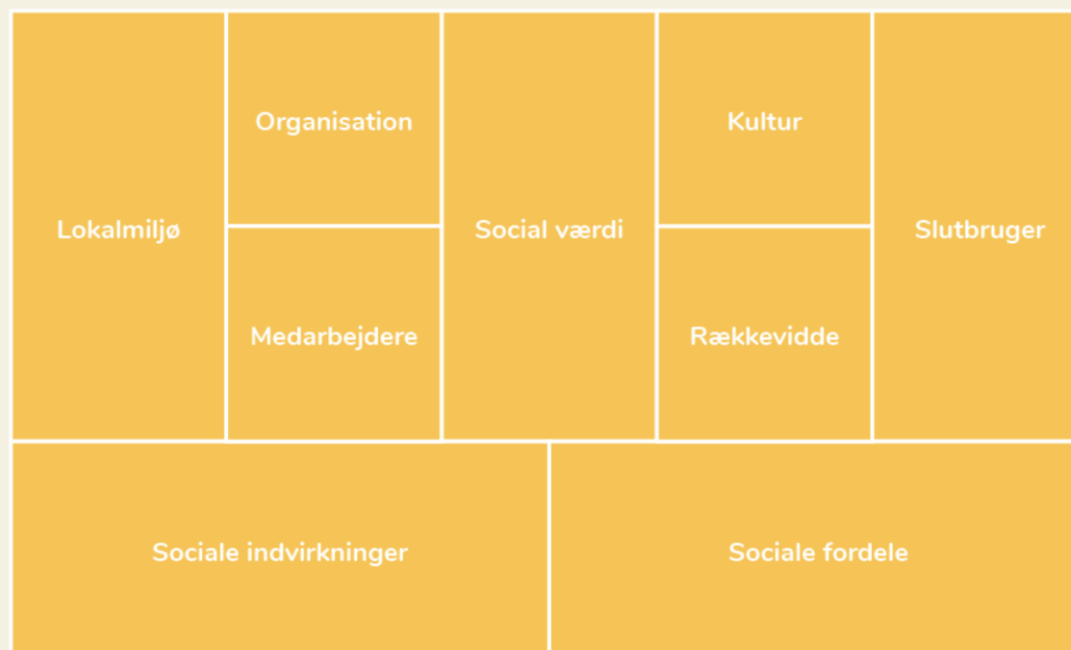 Lokalmiljø
Organisation
Medarbejdere
Social værdi
Kultur
Rækkevidde
Slutbruger
Sociale indvirkninger
Sociale fordele